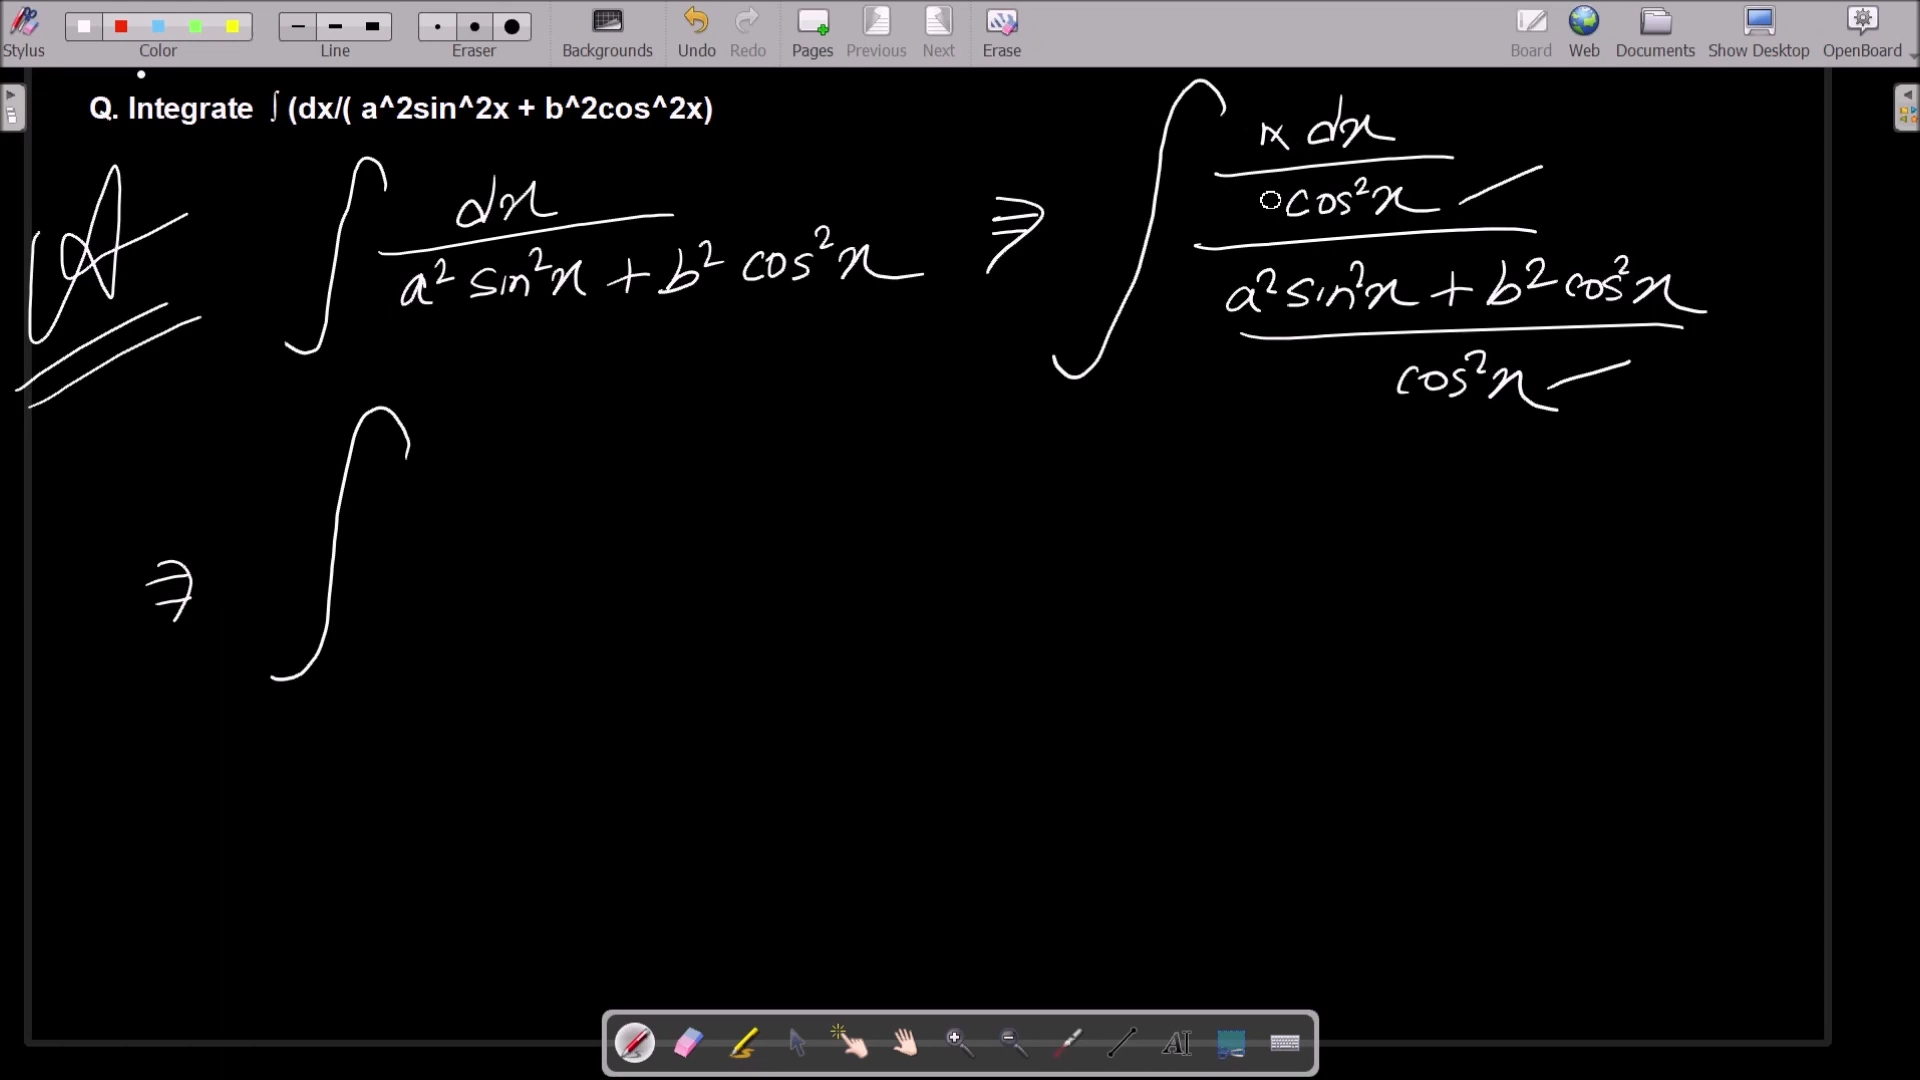 Stylus Color Line Eraser Backgrounds Undo Redo Pages Previous Next Erase Board Web Documents Show Desktop OpenBoard
Q. Integrate ∫ (dx/( a^2sin^2x + b^2cos^2x)
∫ dx / a² sin²x + b² cos²x ⇒ ∫ dx / cos²x / a² sin²x + b² cos²x / cos²x
⇒ ∫
AI